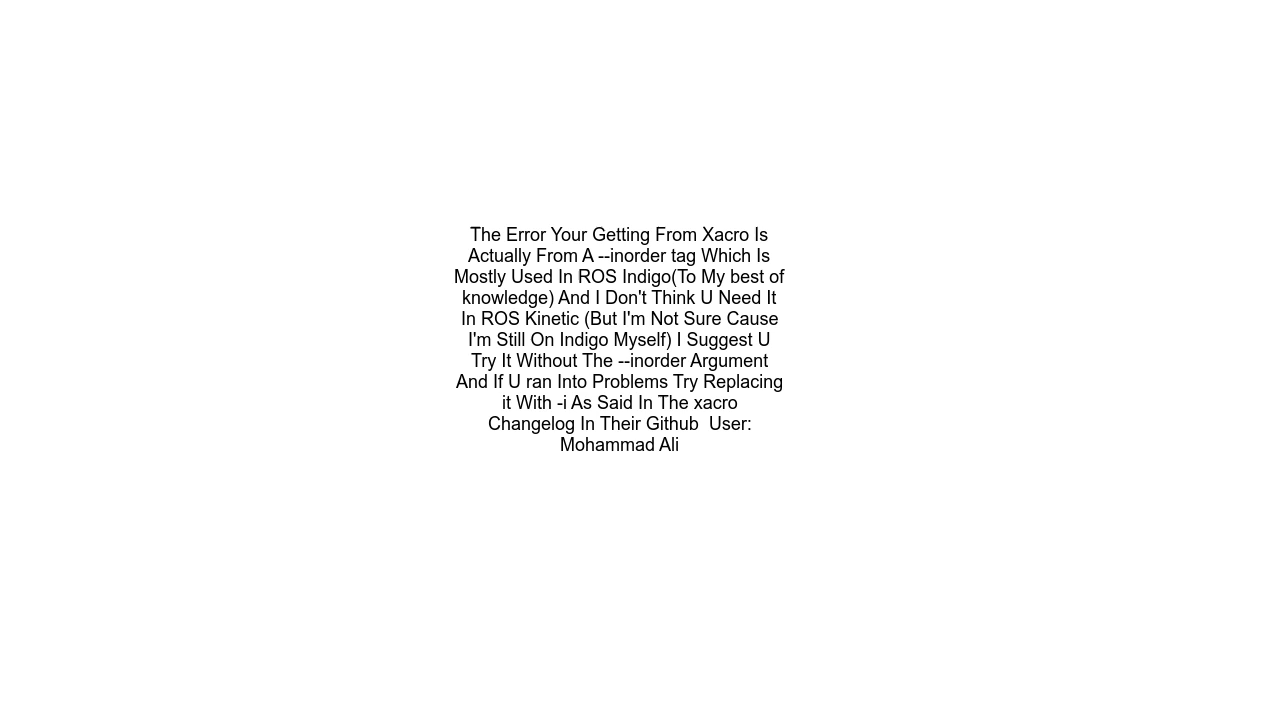 The Error Your Getting From Xacro Is
Actually From A --inorder tag Which Is
Mostly Used In ROS Indigo(To My best of
knowledge) And I Don't Think U Need It
In ROS Kinetic (But I'm Not Sure Cause
I'm Still On Indigo Myself) I Suggest U
Try It Without The --inorder Argument
And If U ran Into Problems Try Replacing
it With -i As Said In The xacro
Changelog In Their Github  User:
Mohammad Ali